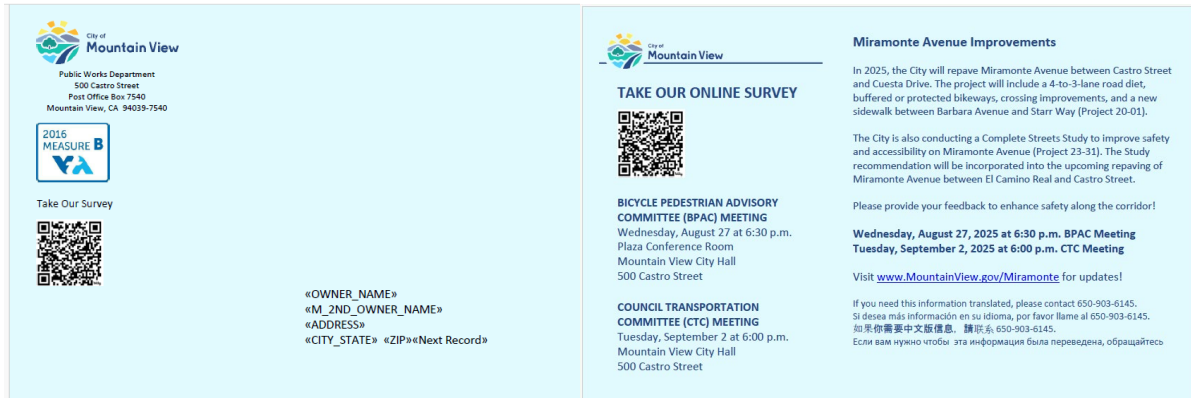 City of
Mountain View
Public Works Department
500 Castro Street
Post Office Box 7540
Mountain View, CA  94039-7540
2016
MEASURE B
VTA
Take Our Survey
«OWNER_NAME»
«M_2ND_OWNER_NAME»
«ADDRESS»
«CITY_STATE»  «ZIP»«Next Record»
City of
Mountain View
TAKE OUR ONLINE SURVEY
BICYCLE PEDESTRIAN ADVISORY
COMMITTEE (BPAC) MEETING
Wednesday, August 27 at 6:30 p.m.
Plaza Conference Room
Mountain View City Hall
500 Castro Street
COUNCIL TRANSPORTATION
COMMITTEE (CTC) MEETING
Tuesday, September 2 at 6:00 p.m.
Mountain View City Hall
500 Castro Street
Miramonte Avenue Improvements
In 2025, the City will repave Miramonte Avenue between Castro Street
and Cuesta Drive. The project will include a 4-to-3-lane road diet,
buffered or protected bikeways, crossing improvements, and a new
sidewalk between Barbara Avenue and Starr Way (Project 20-01).
The City is also conducting a Complete Streets Study to improve safety
and accessibility on Miramonte Avenue (Project 23-31). The Study
recommendation will be incorporated into the upcoming repaving of
Miramonte Avenue between El Camino Real and Castro Street.
Please provide your feedback to enhance safety along the corridor!
Wednesday, August 27, 2025 at 6:30 p.m. BPAC Meeting
Tuesday, September 2, 2025 at 6:00 p.m. CTC Meeting
Visit www.MountainView.gov/Miramonte for updates!
If you need this information translated, please contact 650-903-6145.
Si desea más información en su idioma, por favor llame al 650-903-6145.
如果你需要中文版信息，請联系 650-903-6145.
Если вам нужно чтобы  эта информация была переведена, обращайтесь